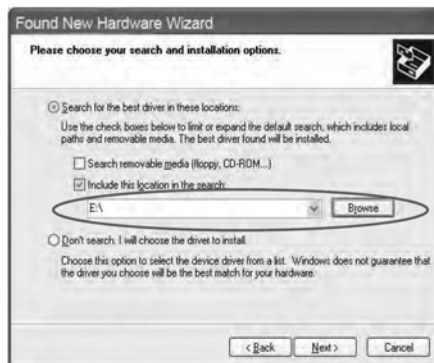 Found New Hardware Wizard
Please choose your search and installation options.
Search for the best driver in these locations.
Use the check boxes below to limit or expand the default search, which includes local
paths and removable media. The best driver found will be installed.
Search removable media (floppy, CD-ROM...)
Include this location in the search:
E:\
Browse
Don't search. I will choose the driver to install.
Choose this option to select the device driver from a list. Windows does not guarantee that
the driver you choose will be the best match for your hardware.
< Back
Next >
Cancel